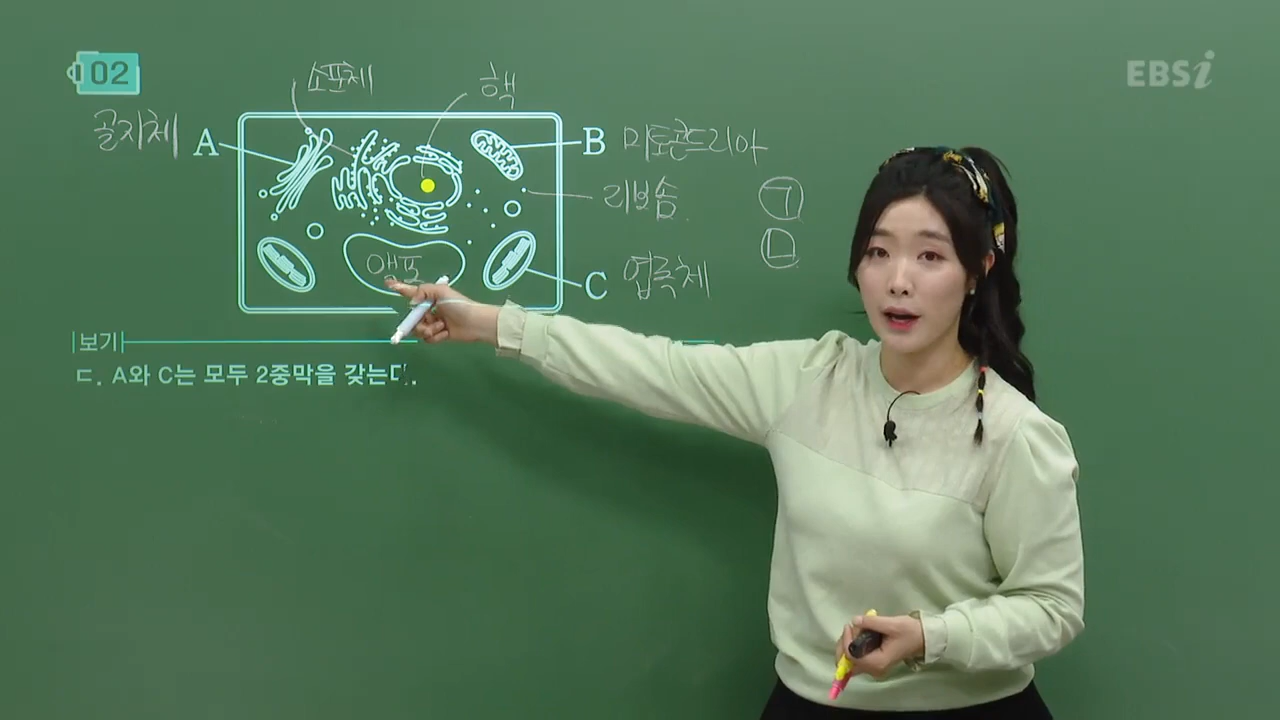 02
EBSi
소포체
핵
골지체 A
B 미토콘드리아
리보솜
ㄱ
ㄴ
액포
C 엽록체
보기
ㄷ. A와 C는 모두 2중막을 갖는다.